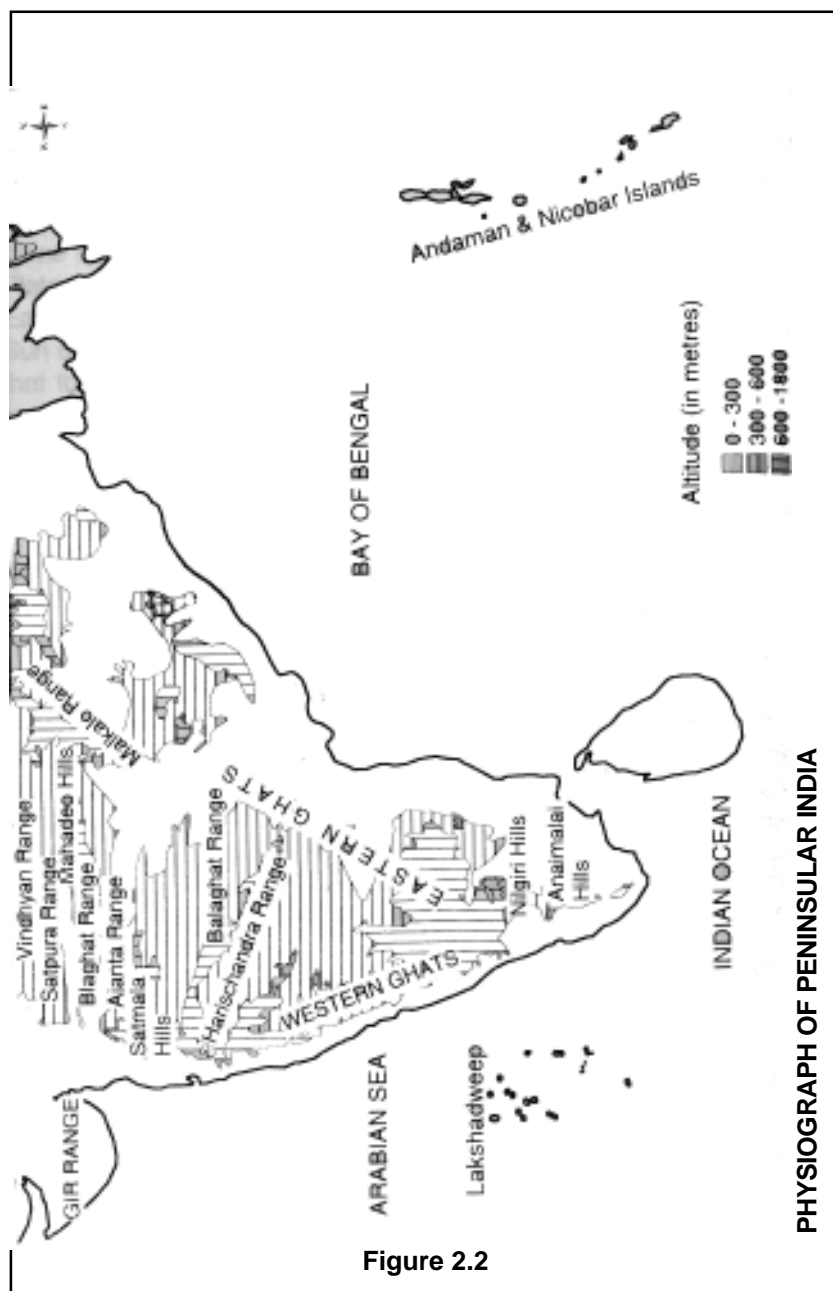 GIR RANGE
Vindhyan Range
Satpura Range
Mahadeo Hills
Blaghat Range
Ajanta Range
Satmala
Hills
Maikalo Range
Balaghat Range
Harischandra Range
EASTERN GHATS
WESTERN GHATS
Nilgiri Hills
Anaimalai
Hills
ARABIAN SEA
Lakshadweep
BAY OF BENGAL
Andaman & Nicobar Islands
INDIAN OCEAN
Altitude (in metres)
0 - 300
300 - 600
600 - 1800
PHYSIOGRAPH OF PENINSULAR INDIA
Figure 2.2